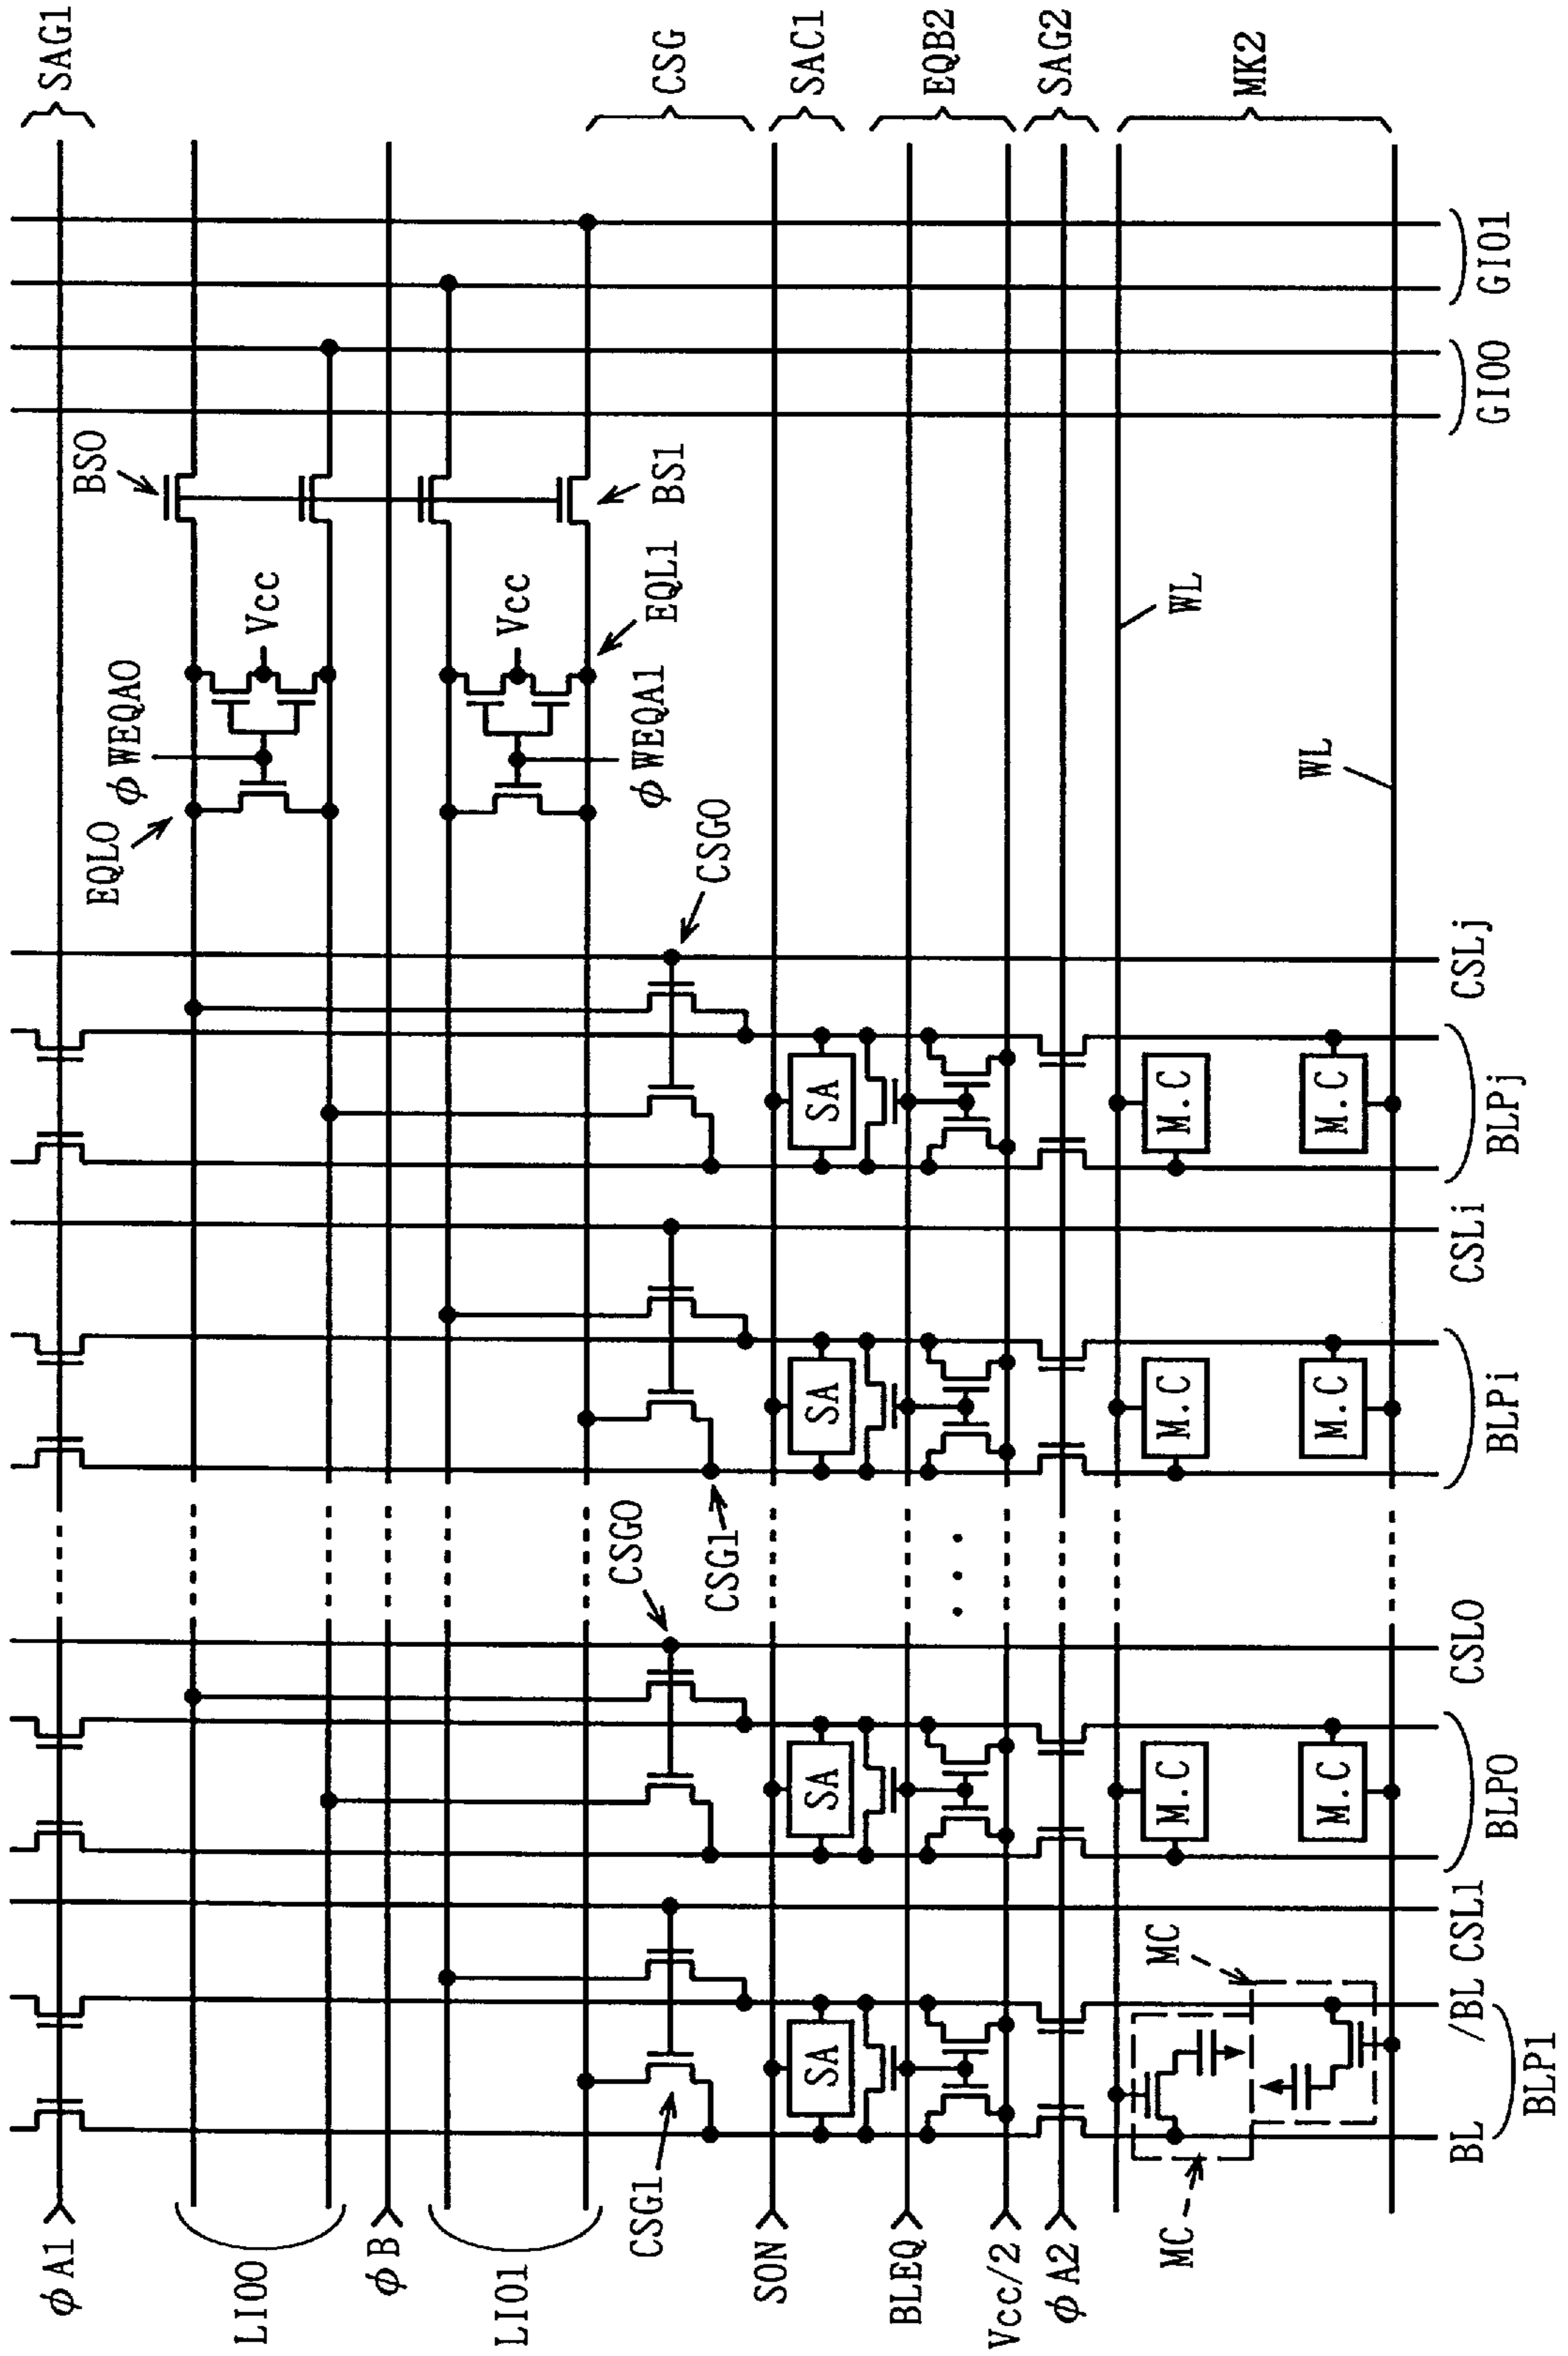 SAG1
CSG
SAC1
EQB2
SAG2
MK2
GIO1
GIO0
BS0
BS1
Vcc
Vcc
EQL1
φWEQA0
φWEQA1
EQL0
WL
WL
CSG0
CSLj
SA
M.C
M.C
BLPj
CSLi
SA
M.C
M.C
BLPi
CSG1
CSG0
...
CSL0
SA
M.C
M.C
BLP0
CSL1
MC
/BL
SA
BLP1
BL
CSG1
MC
φA1
LIO0
φB
LIO1
SON
BLEQ
Vcc/2
φA2